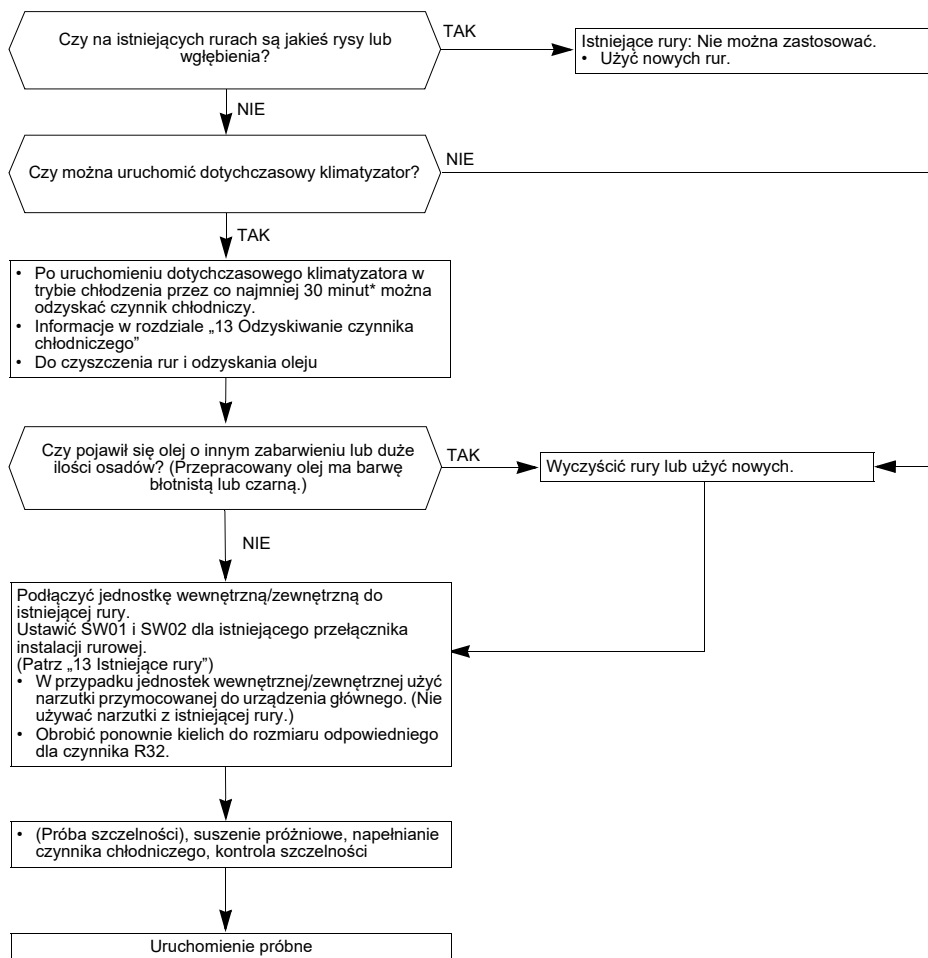 Czy na istniejących rurach są jakieś rysy lub
wgłębienia?
TAK
Istniejące rury: Nie można zastosować.
• Użyć nowych rur.
NIE
Czy można uruchomić dotychczasowy klimatyzator?
NIE
TAK
• Po uruchomieniu dotychczasowego klimatyzatora w
trybie chłodzenia przez co najmniej 30 minut* można
odzyskać czynnik chłodniczy.
• Informacje w rozdziale „13 Odzyskiwanie czynnika
chłodniczego”
• Do czyszczenia rur i odzyskania oleju
Czy pojawił się olej o innym zabarwieniu lub duże
ilości osadów? (Przepracowany olej ma barwę
błotnistą lub czarną.)
TAK
Wyczyścić rury lub użyć nowych.
NIE
Podłączyć jednostkę wewnętrzną/zewnętrzną do
istniejącej rury.
Ustawić SW01 i SW02 dla istniejącego przełącznika
instalacji rurowej.
(Patrz „13 Istniejące rury”)
• W przypadku jednostek wewnętrznej/zewnętrznej użyć
narzutki przymocowanej do urządzenia głównego. (Nie
używać narzutki z istniejącej rury.)
• Obrobić ponownie kielich do rozmiaru odpowiedniego
dla czynnika R32.
• (Próba szczelności), suszenie próżniowe, napełnianie
czynnika chłodniczego, kontrola szczelności
Uruchomienie próbne